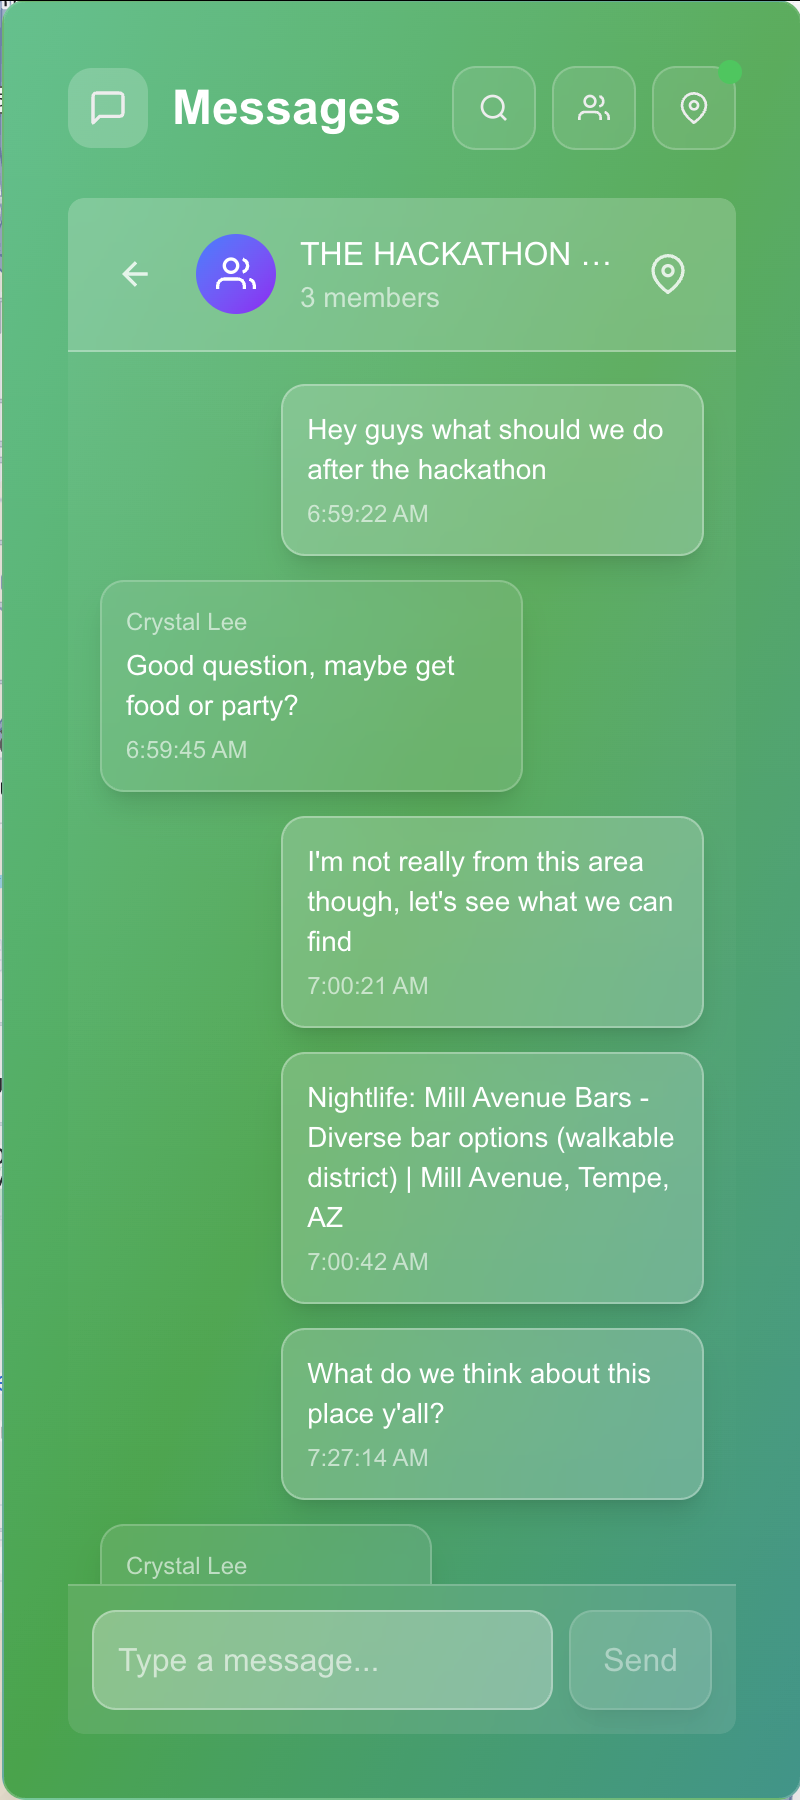 Messages
THE HACKATHON ...
3 members
Hey guys what should we do
after the hackathon
6:59:22 AM
Crystal Lee
Good question, maybe get
food or party?
6:59:45 AM
I'm not really from this area
though, let's see what we can
find
7:00:21 AM
Nightlife: Mill Avenue Bars -
Diverse bar options (walkable
district) | Mill Avenue, Tempe,
AZ
7:00:42 AM
What do we think about this
place y'all?
7:27:14 AM
Crystal Lee
Type a message...
Send